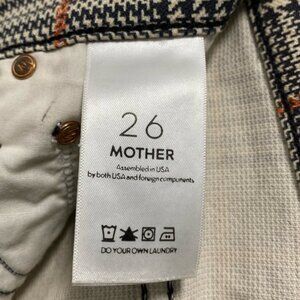 26
MOTHER
Assembled in USA
by both USA and foreign components
DO YOUR OWN LAUNDRY